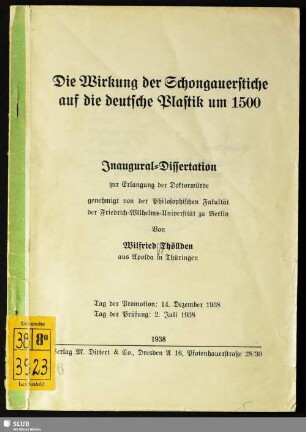 Die Wirkung der Schongauerstiche
auf die deutsche Plastik um 1500
Inaugural-Dissertation
zur Erlangung der Doktorwürde
genehmigt von der Philosophischen Fakultät
der Friedrich-Wilhelms-Universität zu Berlin
Von
Wilfried Thöllden
aus Apolda in Thüringen
Tag der Promotion: 14. Dezember 1938
Tag der Prüfung: 2. Juli 1938
1938
Verlag M. Dittert & Co., Dresden A 16, Pfotenhauerstraße 28/30
38 8°
39 23
SLUB